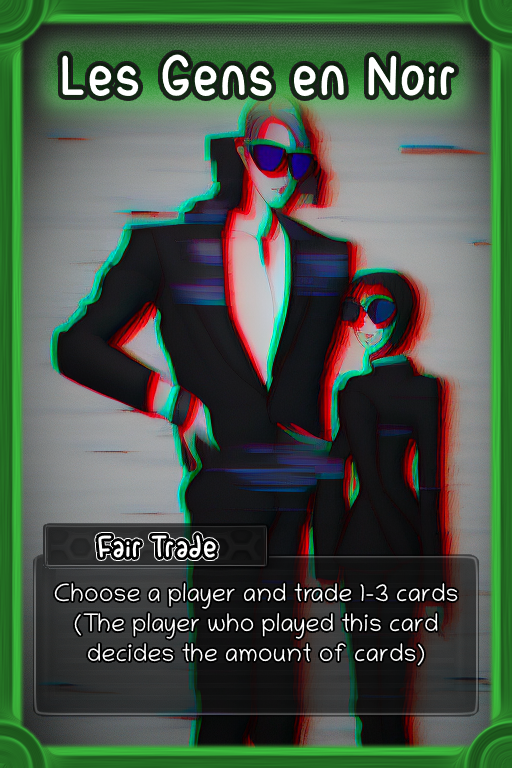 Les Gens en Noir
Fair Trade
Choose a player and trade 1-3 cards
(The player who played this card
decides the amount of cards)